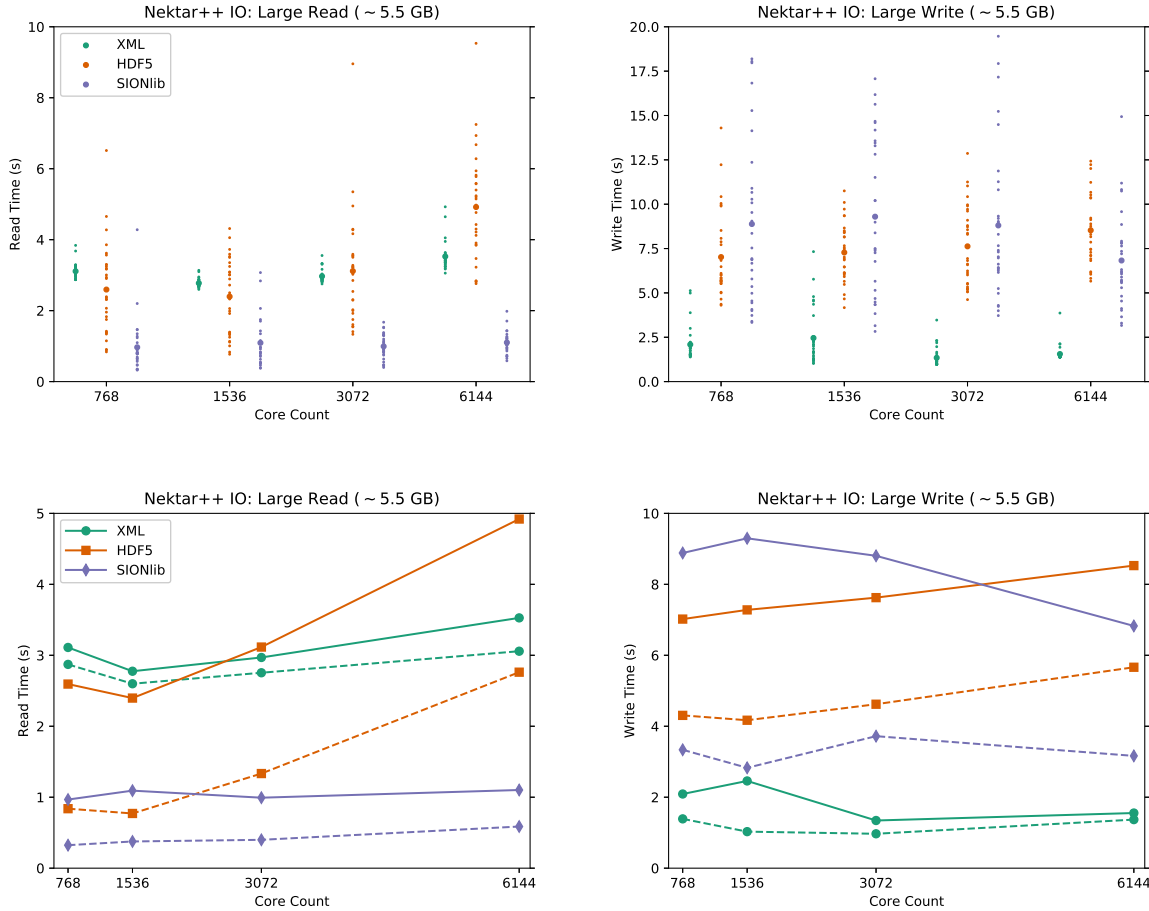 Nektar++ IO: Large Read (∼ 5.5 GB)
10
8
6
4
2
0
Read Time (s)
XML
HDF5
SIONlib
768
1536
3072
6144
Core Count
Nektar++ IO: Large Write (∼ 5.5 GB)
20.0
17.5
15.0
12.5
10.0
7.5
5.0
2.5
0.0
Write Time (s)
768
1536
3072
6144
Core Count
Nektar++ IO: Large Read (∼ 5.5 GB)
5
4
3
2
1
0
Read Time (s)
XML
HDF5
SIONlib
768
1536
3072
6144
Core Count
Nektar++ IO: Large Write (∼ 5.5 GB)
10
8
6
4
2
0
Write Time (s)
768
1536
3072
6144
Core Count